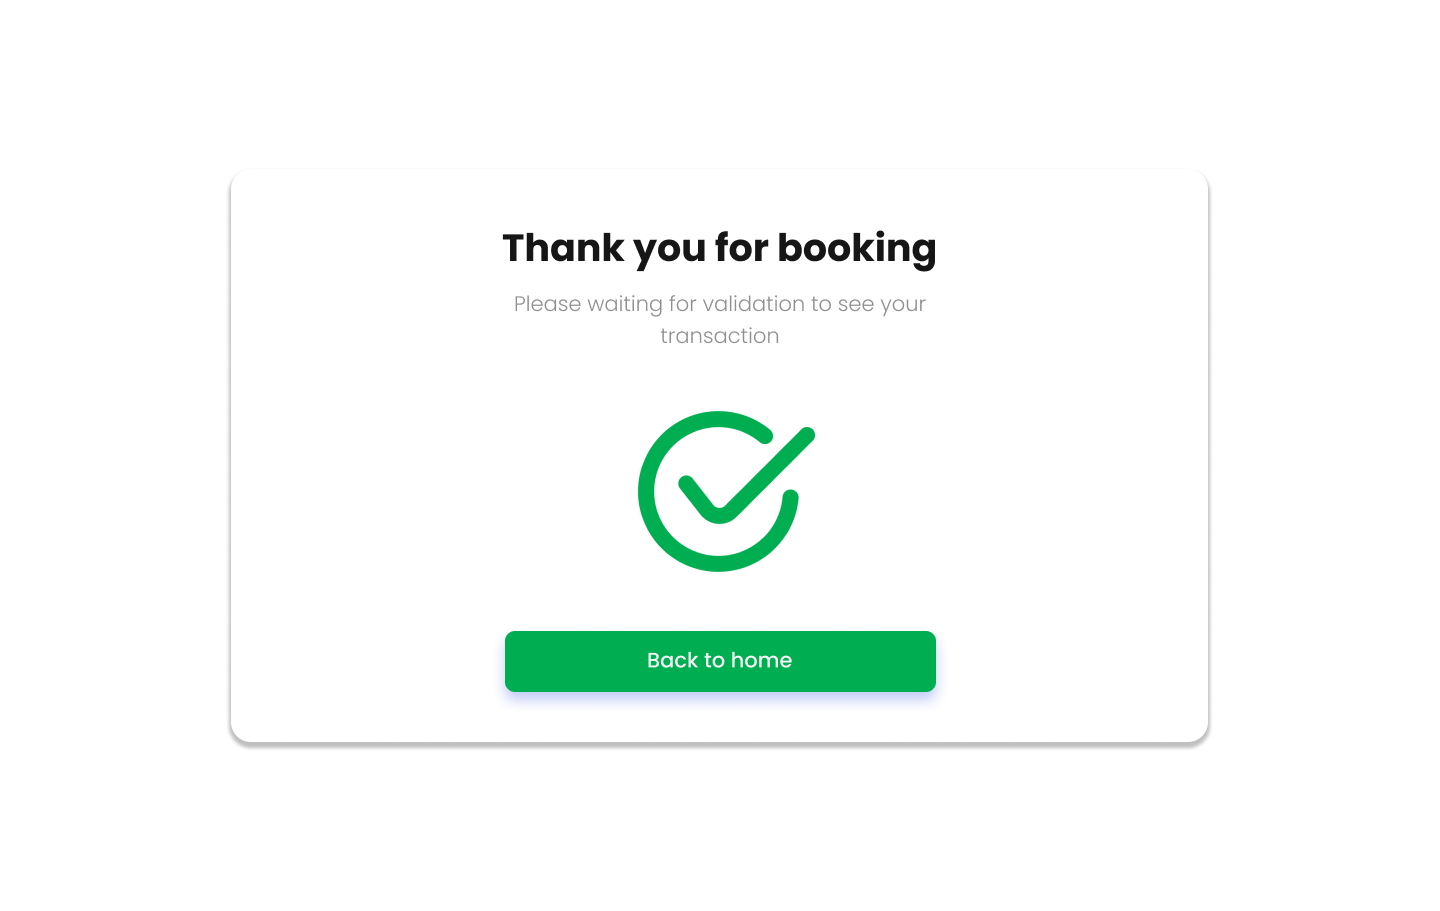 Thank you for booking
Please waiting for validation to see your
transaction
Back to home